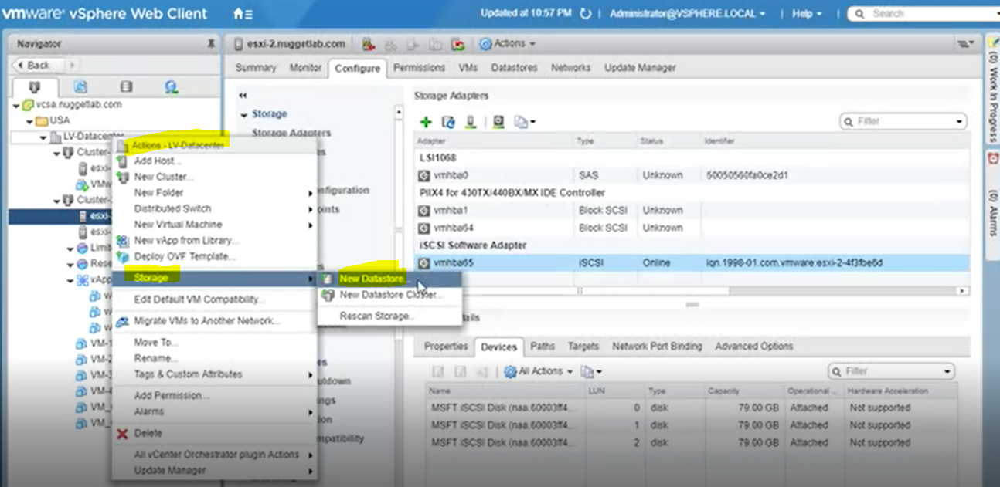 vmware® vSphere Web Client
Updated at 10:57 PM
Administrator@VSPHERE.LOCAL
Help
Search
Navigator
Back
vcsa.nuggetlab.com
USA
LV-Datacenter
Cluster-
esxi-
VMw
Cluster-
esxi-
esxi-
Limit
Rese
vApp
VM-1
VM-2
VM-3
VM-4
VM_
VM_
Actions - LV-Datacenter
Add Host...
New Cluster...
New Folder
Distributed Switch
New Virtual Machine
New vApp from Library...
Deploy OVF Template...
Storage
Edit Default VM Compatibility...
Migrate VMs to Another Network...
Move To...
Rename...
Tags & Custom Attributes
Add Permission...
Alarms
Delete
All vCenter Orchestrator plugin Actions
Update Manager
New Datastore...
New Datastore Cluster...
Rescan Storage...
esxi-2.nuggetlab.com
Actions
Summary Monitor Configure Permissions VMs Datastores Networks Update Manager
Storage
Storage Adapters
es
nfiguration
oints
es
utdown
ngs
ion
mpatibility
Storage Adapters
Filter
Adapter Type Status Identifier
LSI1068
vmhba0 SAS Unknown 50050560fa0ce2d1
PIIX4 for 430TX/440BX/MX IDE Controller
vmhba1 Block SCSI Unknown
vmhba64 Block SCSI Unknown
iSCSI Software Adapter
vmhba65 iSCSI Online iqn.1998-01.com.vmware:esxi-2-4f3fbe6d
tails
Properties Devices Paths Targets Network Port Binding Advanced Options
All Actions
Filter
Name LUN Type Capacity Operational ... Hardware Acceleration
MSFT iSCSI Disk (naa.60003ff4... 0 disk 79.00 GB Attached Not supported
MSFT iSCSI Disk (naa.60003ff4... 1 disk 79.00 GB Attached Not supported
MSFT iSCSI Disk (naa.60003ff4... 2 disk 79.00 GB Attached Not supported
(0) Work In Progress
(0) Alarms